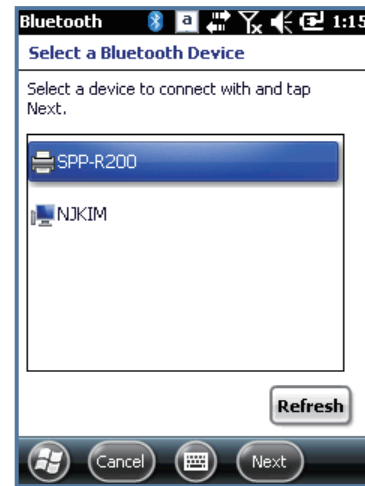 Bluetooth a 1:15
Select a Bluetooth Device
Select a device to connect with and tap
Next.
SPP-R200
NJKIM
Refresh
Cancel Next